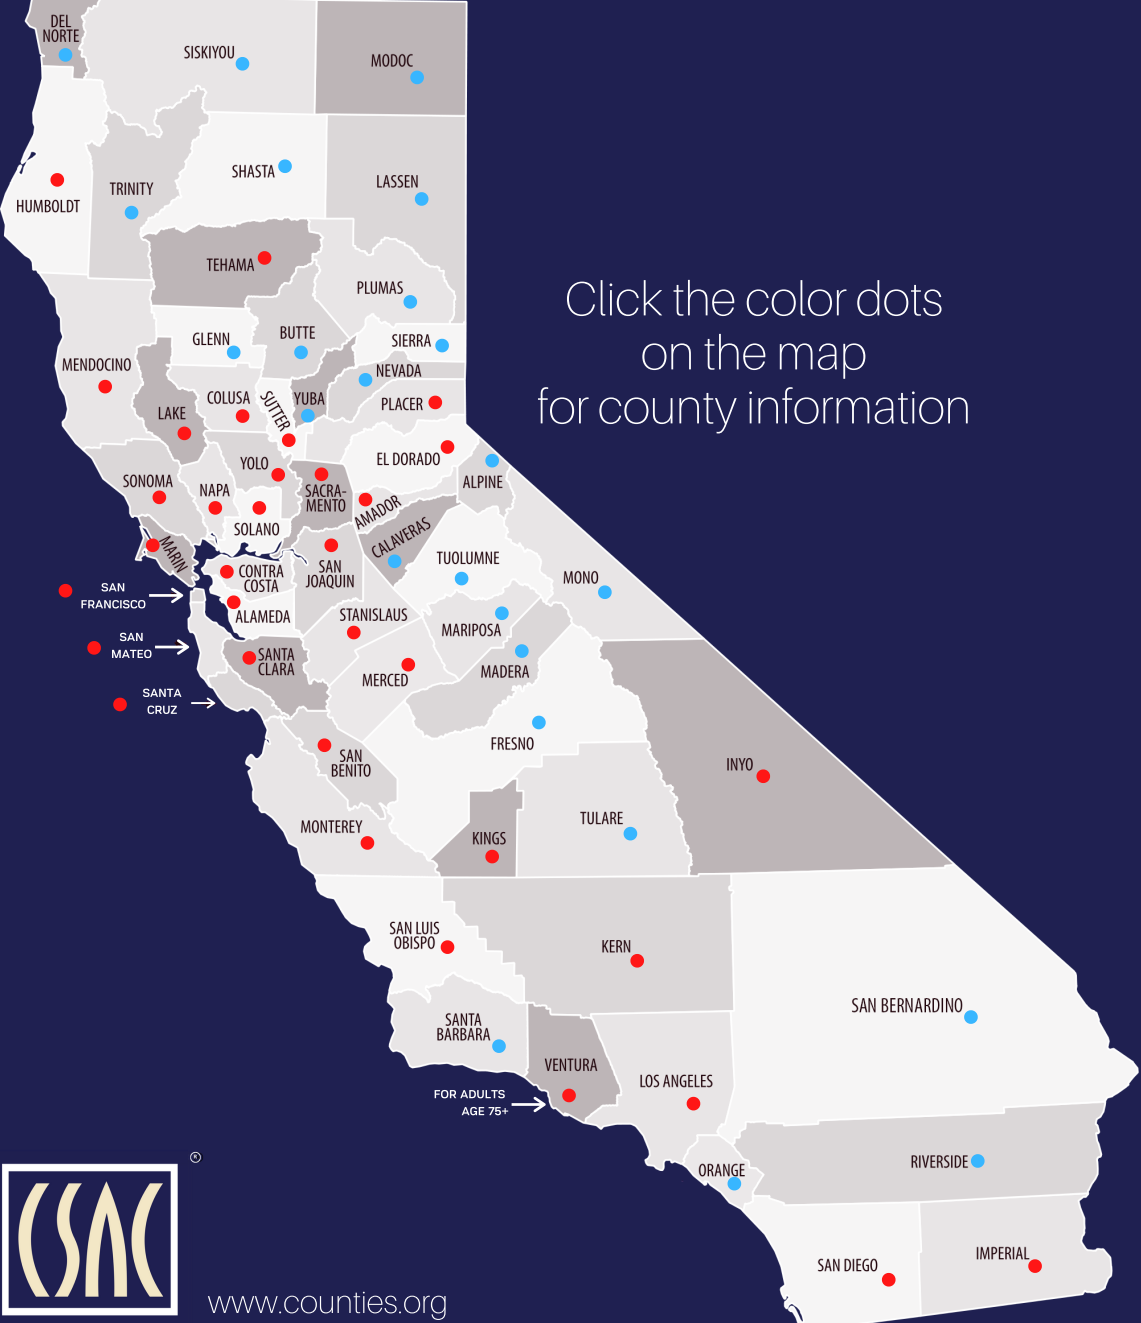 DEL
NORTE
SISKIYOU
MODOC
HUMBOLDT
TRINITY
SHASTA
LASSEN
TEHAMA
PLUMAS
Click the color dots
on the map
for county information
MENDOCINO
GLENN
BUTTE
SIERRA
NEVADA
LAKE
COLUSA
SUTTER
YUBA
PLACER
EL DORADO
ALPINE
SONOMA
NAPA
YOLO
SACRA-
MENTO
AMADOR
SOLANO
CALAVERAS
MARIN
TUOLUMNE
MONO
CONTRA
COSTA
SAN
JOAQUIN
SAN
FRANCISCO
ALAMEDA
STANISLAUS
MARIPOSA
SAN
MATEO
SANTA
CLARA
MERCED
MADERA
SANTA
CRUZ
FRESNO
SAN
BENITO
INYO
MONTEREY
KINGS
TULARE
SAN LUIS
OBISPO
KERN
SAN BERNARDINO
SANTA
BARBARA
VENTURA
LOS ANGELES
FOR ADULTS
AGE 75+
ORANGE
RIVERSIDE
SAN DIEGO
IMPERIAL
®
CSAC
www.counties.org